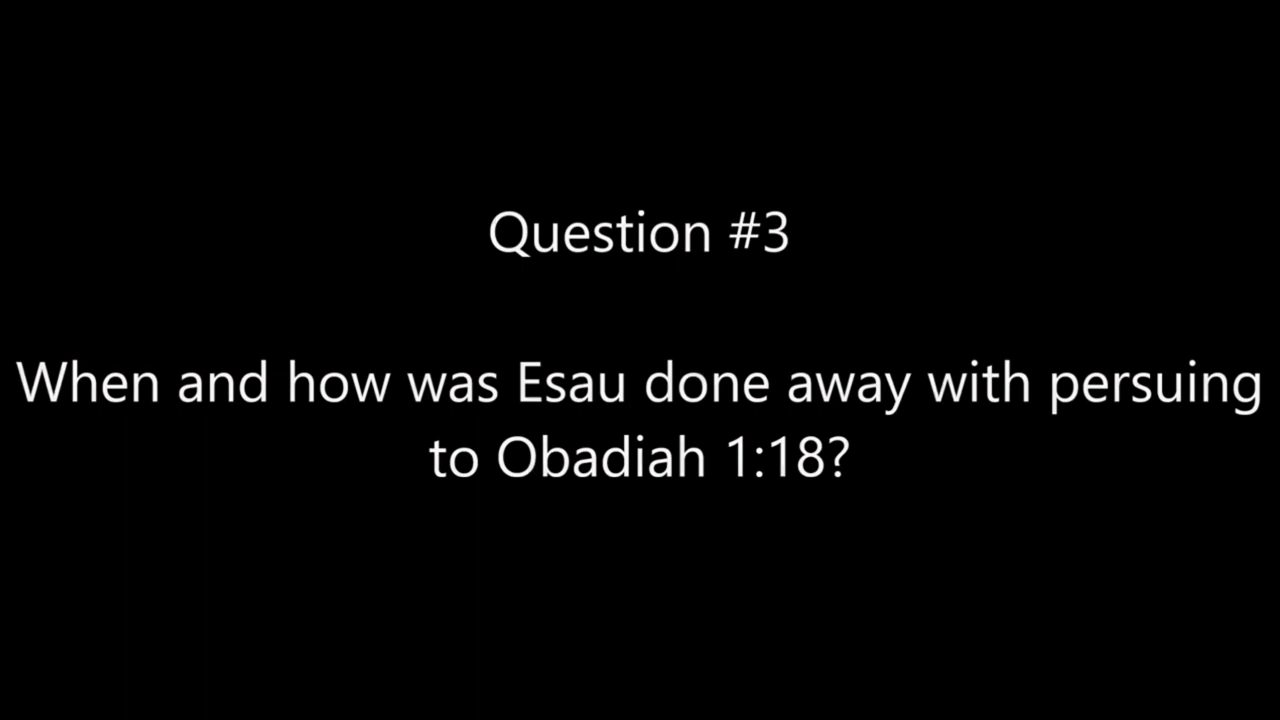 Question #3
When and how was Esau done away with persuing
to Obadiah 1:18?